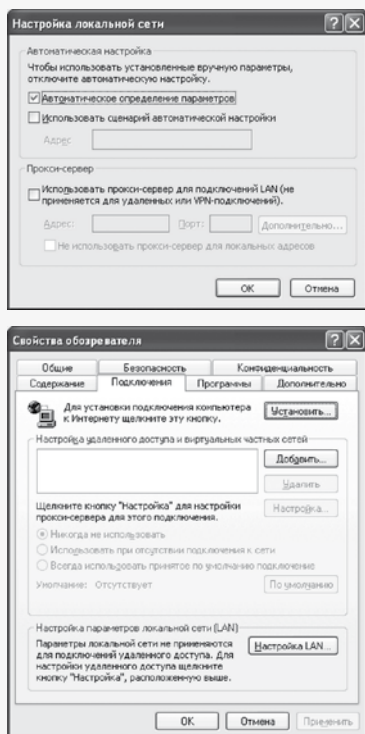 Настройка локальной сети
Автоматическая настройка
Чтобы использовать установленные вручную параметры,
отключите автоматическую настройку.
Автоматическое определение параметров
Использовать сценарий автоматической настройки
Адрес
Прокси-сервер
Использовать прокси-сервер для подключений LAN (не
применяется для удаленных или VPN-подключений).
Адрес: Порт: Дополнительно...
Не использовать прокси-сервер для локальных адресов
OK Отмена
Свойства обозревателя
Общие Безопасность Конфиденциальность
Содержание Подключения Программы Дополнительно
Для установки подключения компьютера
к Интернету щелкните эту кнопку.
Установить...
Настройка удаленного доступа и виртуальных частных сетей
Добавить...
Удалить
Щелкните кнопку "Настройка" для настройки
прокси-сервера для этого подключения.
Настройка...
Никогда не использовать
Использовать при отсутствии подключения к сети
Всегда использовать принятое по умолчанию подключение
Умолчание: Отсутствует По умолчанию
Настройка параметров локальной сети (LAN)
Параметры локальной сети не применяются
для подключений удаленного доступа. Для
настройки удаленного доступа щелкните
кнопку "Настройка", расположенную выше.
Настройка LAN...
OK Отмена Применить